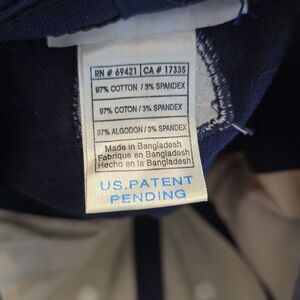 RN # 69421 CA # 17335
97% COTTON / 3% SPANDEX
97% COTON / 3% SPANDEX
97% ALGODON / 3% SPANDEX
Made in Bangladesh
Fabrique en Bangladesh
Hecho en la Bangladesh
US.PATENT
PENDING